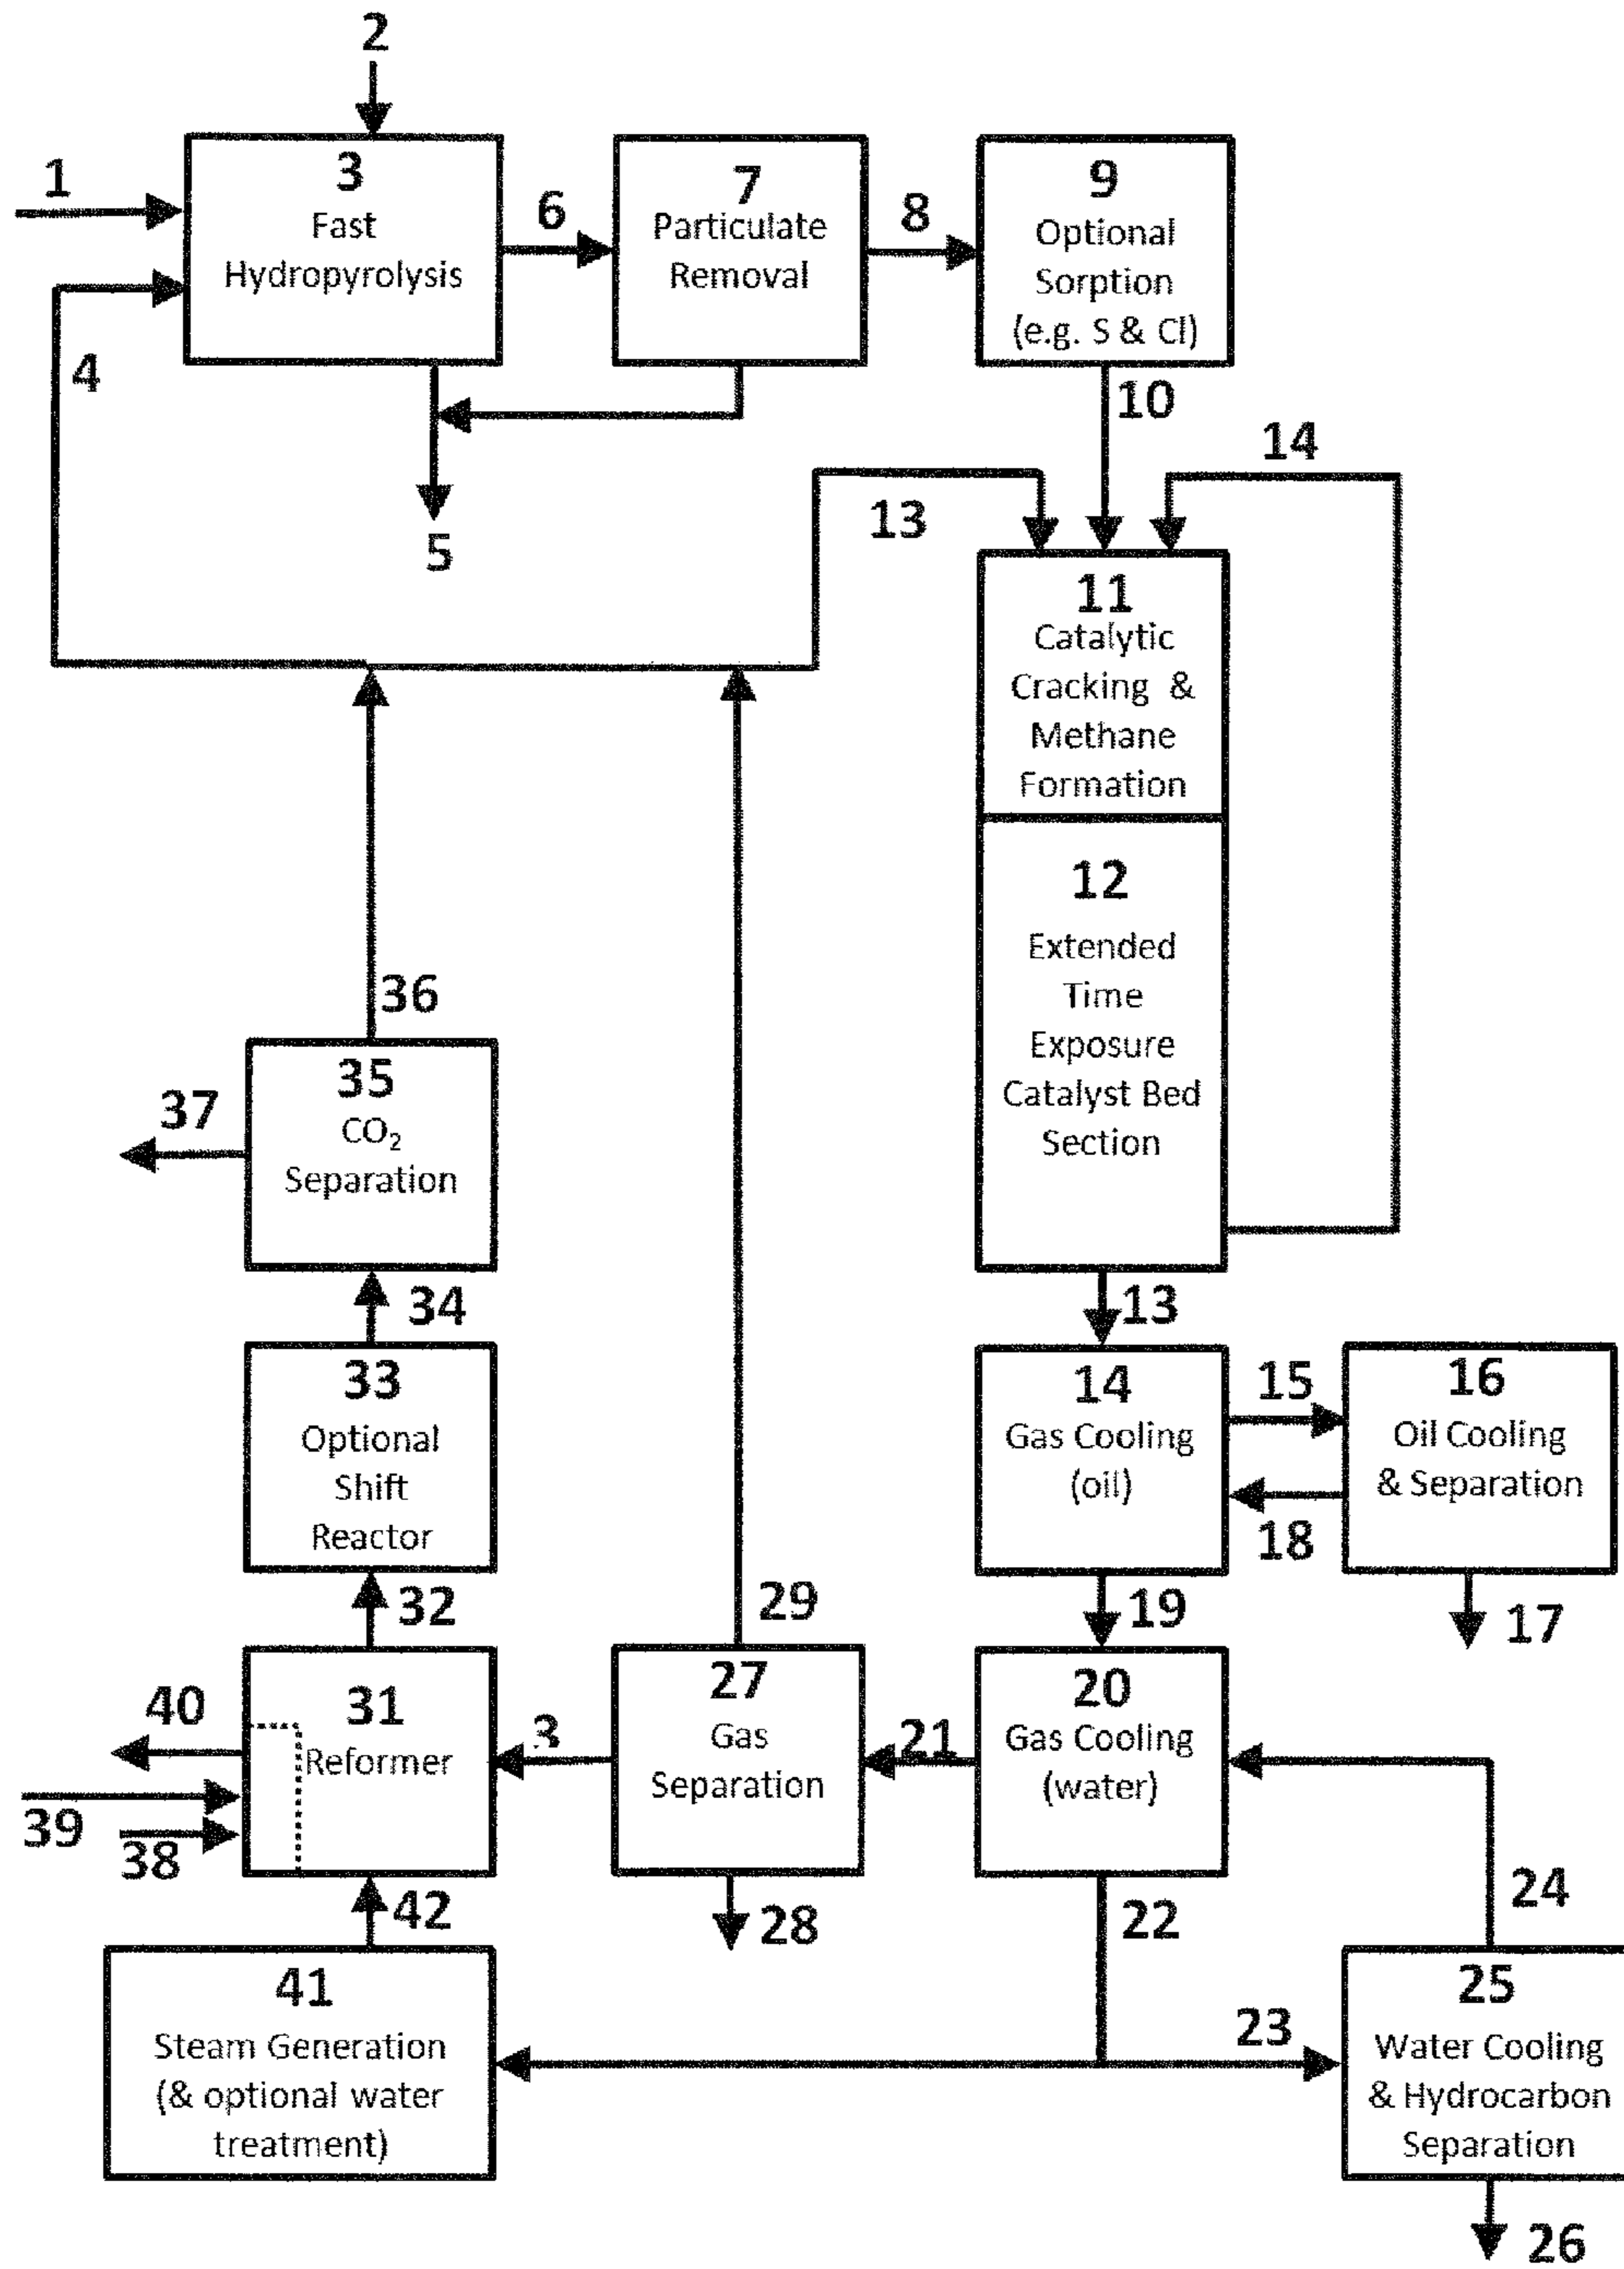 2
1
3
Fast
Hydropyrolysis
6
7
Particulate
Removal
8
9
Optional
Sorption
(e.g. S & Cl)
4
5
10
14
13
11
Catalytic
Cracking &
Methane
Formation
12
Extended
Time
Exposure
Catalyst Bed
Section
36
35
CO₂
Separation
37
34
13
33
Optional
Shift
Reactor
14
Gas Cooling
(oil)
15
16
Oil Cooling
& Separation
18
17
32
29
19
40
31
Reformer
39
38
3
27
Gas
Separation
21
20
Gas Cooling
(water)
42
28
22
24
41
Steam Generation
(& optional water
treatment)
23
25
Water Cooling
& Hydrocarbon
Separation
26